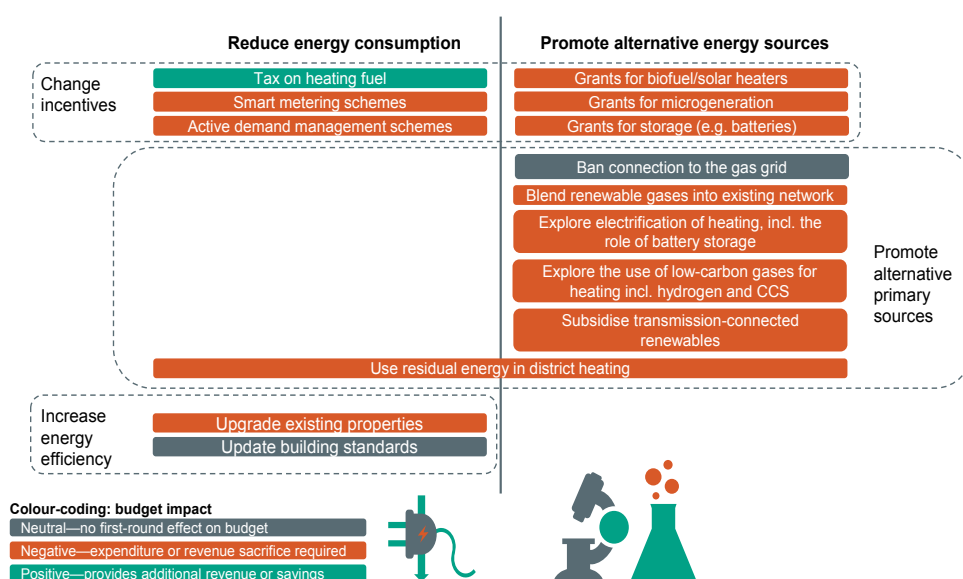 Reduce energy consumption
Promote alternative energy sources
Change
incentives
Tax on heating fuel
Smart metering schemes
Active demand management schemes
Grants for biofuel/solar heaters
Grants for microgeneration
Grants for storage (e.g. batteries)
Ban connection to the gas grid
Blend renewable gases into existing network
Explore electrification of heating, incl. the
role of battery storage
Explore the use of low-carbon gases for
heating incl. hydrogen and CCS
Subsidise transmission-connected
renewables
Promote
alternative
primary
sources
Use residual energy in district heating
Increase
energy
efficiency
Upgrade existing properties
Update building standards
Colour-coding: budget impact
Neutral—no first-round effect on budget
Negative—expenditure or revenue sacrifice required
Positive—provides additional revenue or savings